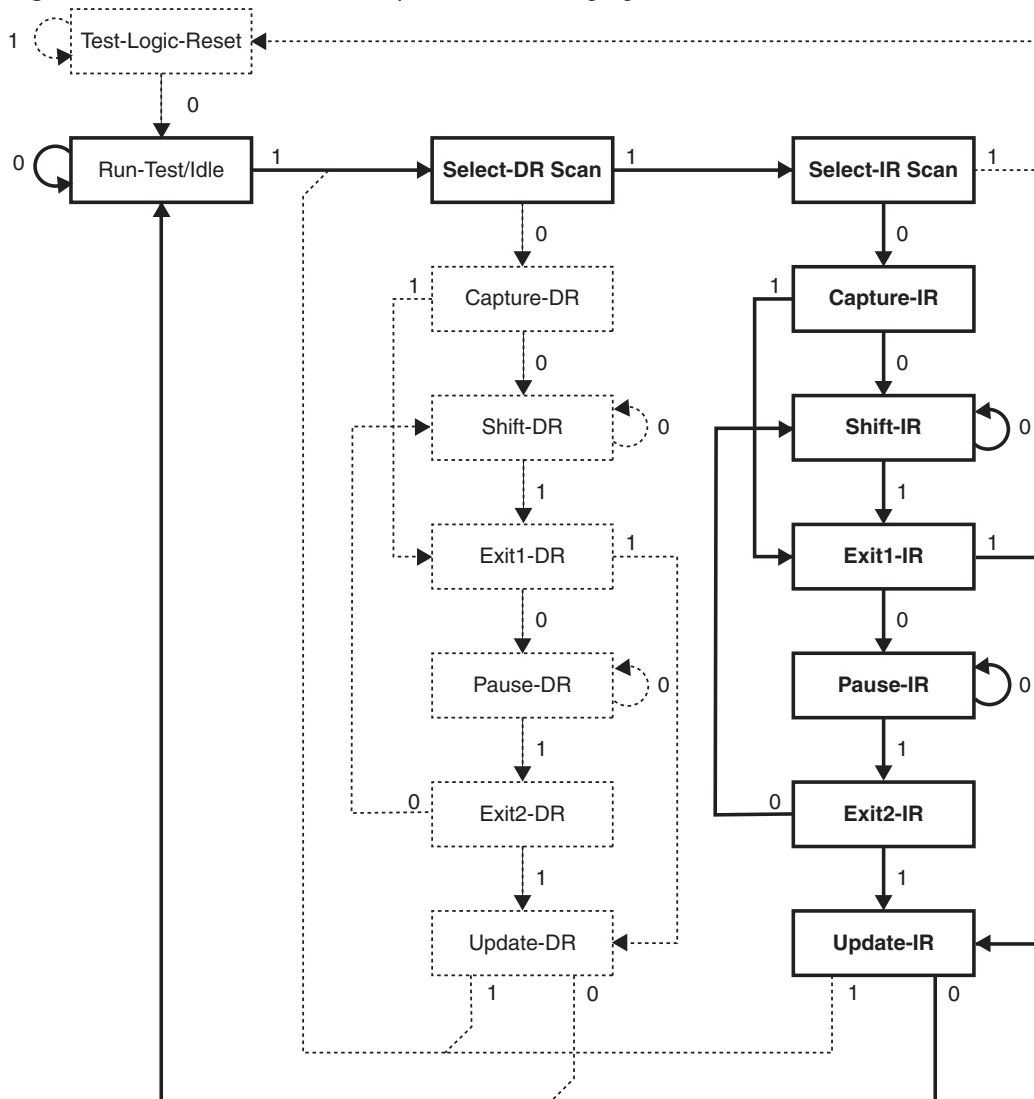 1
Test-Logic-Reset
0
0
Run-Test/Idle
1
Select-DR Scan
1
Select-IR Scan
1
0
0
1
Capture-DR
1
Capture-IR
0
0
Shift-DR
0
Shift-IR
0
1
1
Exit1-DR
1
Exit1-IR
1
0
0
Pause-DR
0
Pause-IR
0
1
1
0
Exit2-DR
0
Exit2-IR
1
1
Update-DR
Update-IR
1
0
1
0